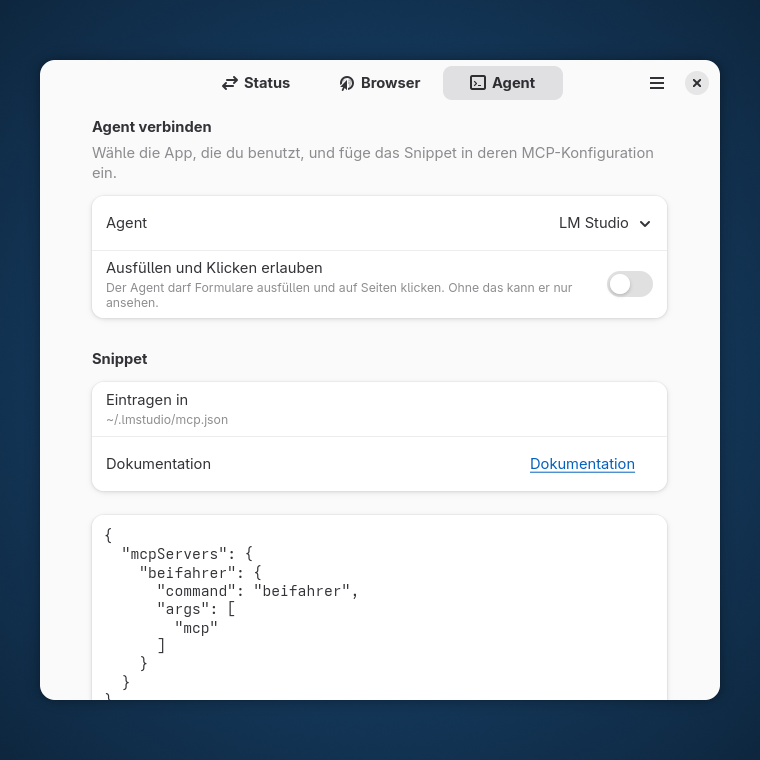 Status
Browser
Agent
Agent verbinden
Wähle die App, die du benutzt, und füge das Snippet in deren MCP-Konfiguration
ein.
Agent
LM Studio
Ausfüllen und Klicken erlauben
Der Agent darf Formulare ausfüllen und auf Seiten klicken. Ohne das kann er nur
ansehen.
Snippet
Eintragen in
~/.lmstudio/mcp.json
Dokumentation
Dokumentation
{
  "mcpServers": {
    "beifahrer": {
      "command": "beifahrer",
      "args": [
        "mcp"
      ]
    }
  }
}